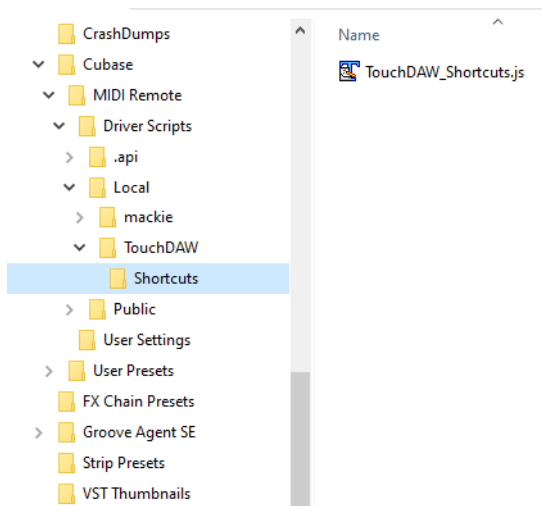 CrashDumps
Cubase
MIDI Remote
Driver Scripts
.api
Local
mackie
TouchDAW
Shortcuts
Public
User Settings
User Presets
FX Chain Presets
Groove Agent SE
Strip Presets
VST Thumbnails
Name
TouchDAW_Shortcuts.js